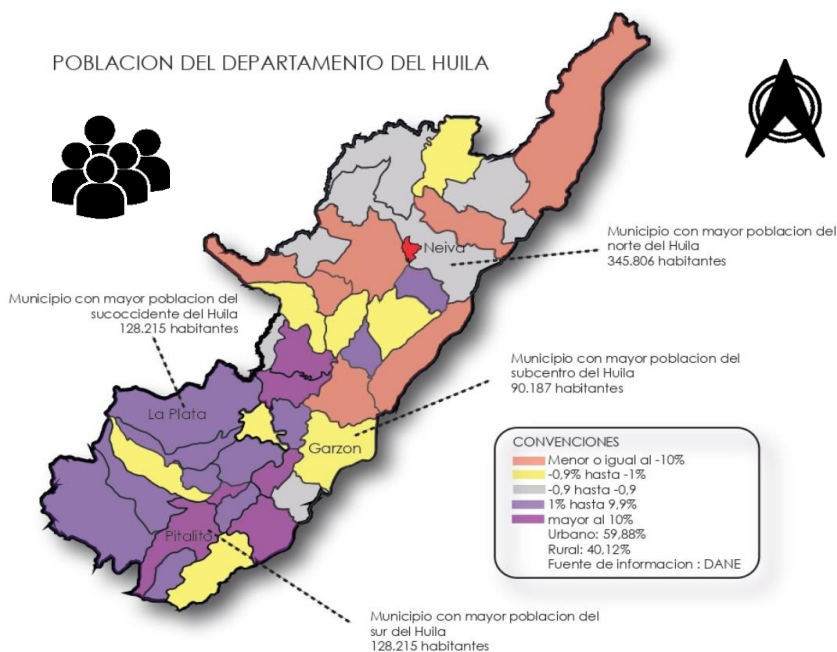 POBLACION DEL DEPARTAMENTO DEL HUILA
Neiva
Municipio con mayor poblacion del
norte del Huila
345.806 habitantes
Municipio con mayor poblacion del
sucoccidente del Huila
128.215 habitantes
Municipio con mayor poblacion del
subcentro del Huila
90.187 habitantes
La Plata
Garzon
CONVENCIONES
Menor o igual al -10%
-0,9% hasta -1%
-0,9 hasta -0,9
1% hasta 9,9%
mayor al 10%
Urbano: 59,88%
Rural: 40,12%
Fuente de informacion : DANE
Pitalito
Municipio con mayor poblacion del
sur del Huila
128.215 habitantes